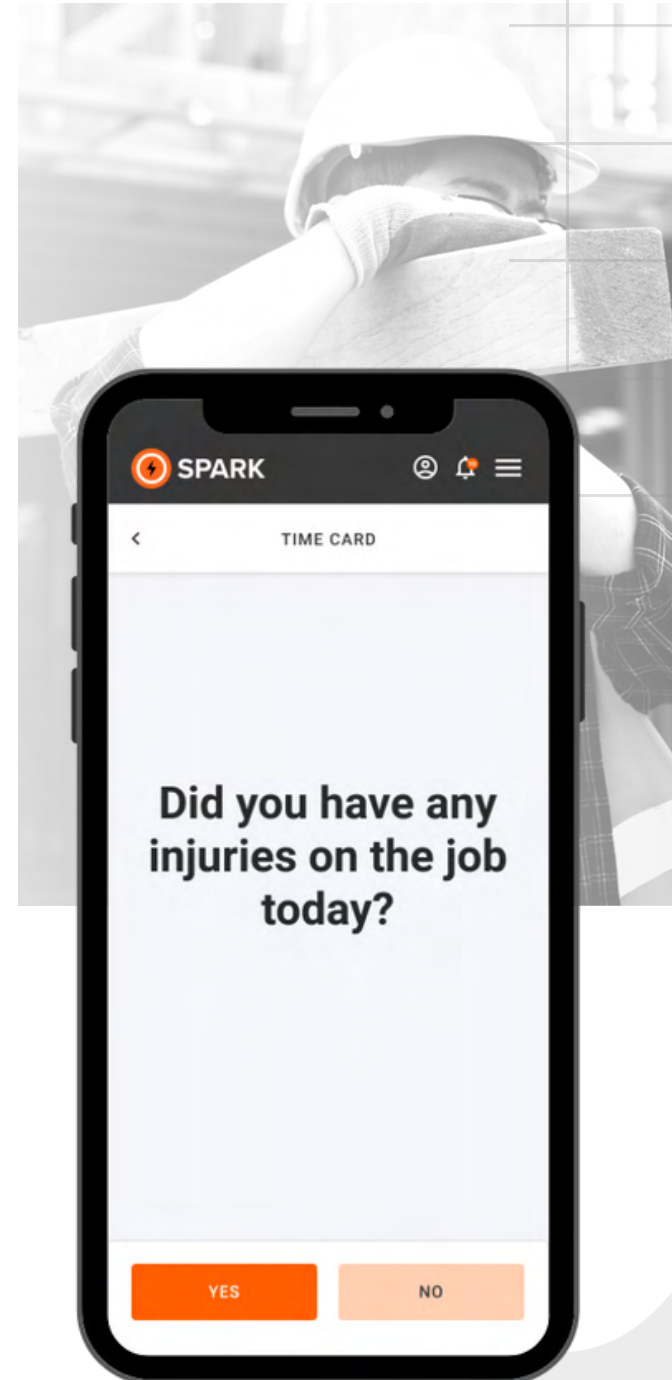 SPARK
TIME CARD
Did you have any
injuries on the job
today?
YES
NO